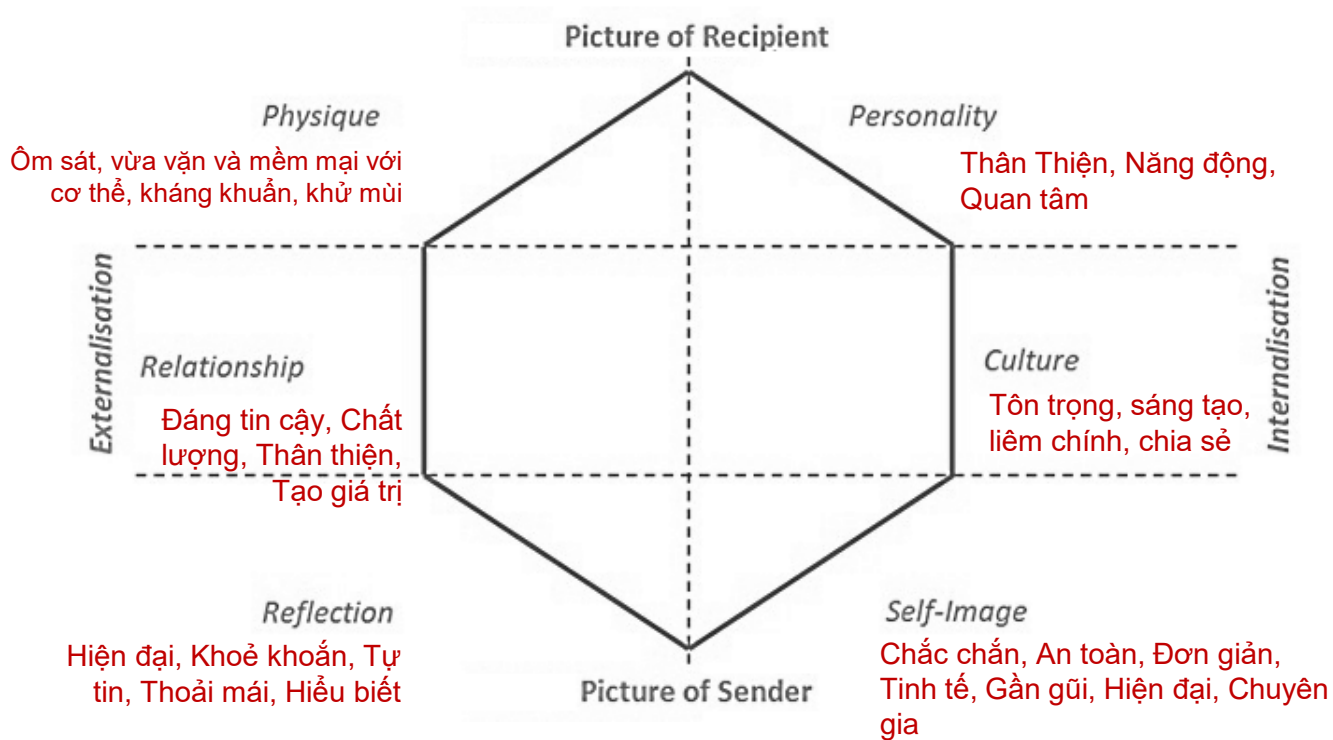 Picture of Recipient
Physique
Ôm sát, vừa vặn và mềm mại với
cơ thể, kháng khuẩn, khử mùi
Personality
Thân Thiện, Năng động,
Quan tâm
Externalisation
Relationship
Đáng tin cậy, Chất
lượng, Thân thiện,
Tạo giá trị
Culture
Tôn trọng, sáng tạo,
liêm chính, chia sẻ
Internalisation
Reflection
Hiện đại, Khoẻ khoắn, Tự
tin, Thoải mái, Hiểu biết
Self-Image
Chắc chắn, An toàn, Đơn giản,
Tinh tế, Gần gũi, Hiện đại, Chuyên
gia
Picture of Sender